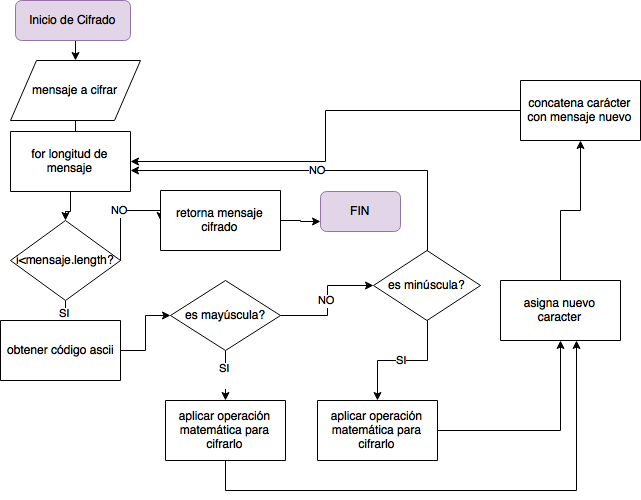 Inicio de Cifrado
mensaje a cifrar
for longitud de
mensaje
i<mensaje.length?
NO
SI
retorna mensaje
cifrado
FIN
obtener código ascii
es mayúscula?
NO
SI
es minúscula?
NO
SI
aplicar operación
matemática para
cifrarlo
aplicar operación
matemática para
cifrarlo
asigna nuevo
caracter
concatena carácter
con mensaje nuevo